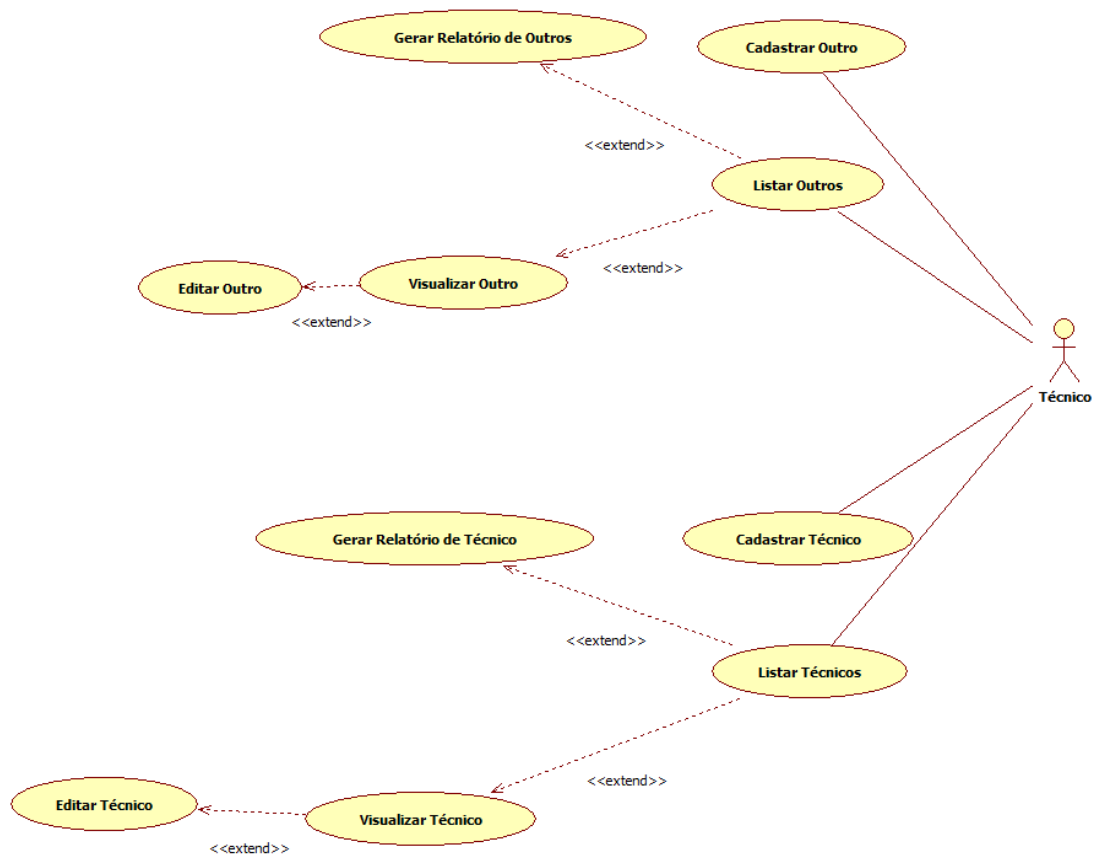 Gerar Relatório de Outros
Cadastrar Outro
<<extend>>
Listar Outros
<<extend>>
Visualizar Outro
Editar Outro
<<extend>>
Técnico
Gerar Relatório de Técnico
Cadastrar Técnico
<<extend>>
Listar Técnicos
<<extend>>
Editar Técnico
Visualizar Técnico
<<extend>>